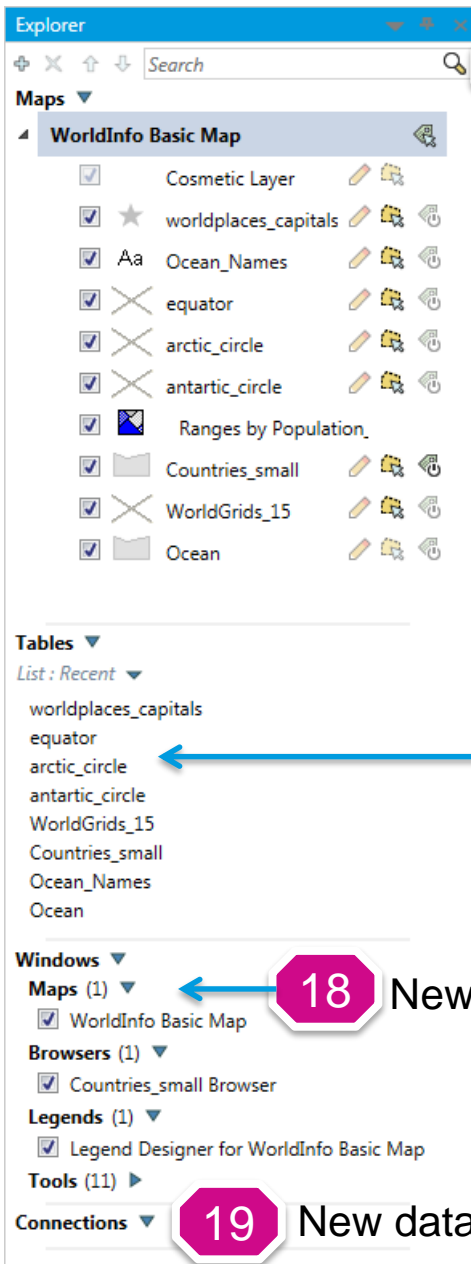 Explorer
Search
Maps
WorldInfo Basic Map
Cosmetic Layer
worldplaces_capitals
Aa Ocean_Names
equator
arctic_circle
antartic_circle
Ranges by Population_
Countries_small
WorldGrids_15
Ocean
Tables
List : Recent
worldplaces_capitals
equator
arctic_circle
antartic_circle
WorldGrids_15
Countries_small
Ocean_Names
Ocean
Windows
Maps (1)
18 New
WorldInfo Basic Map
Browsers (1)
Countries_small Browser
Legends (1)
Legend Designer for WorldInfo Basic Map
Tools (11)
Connections
19 New data